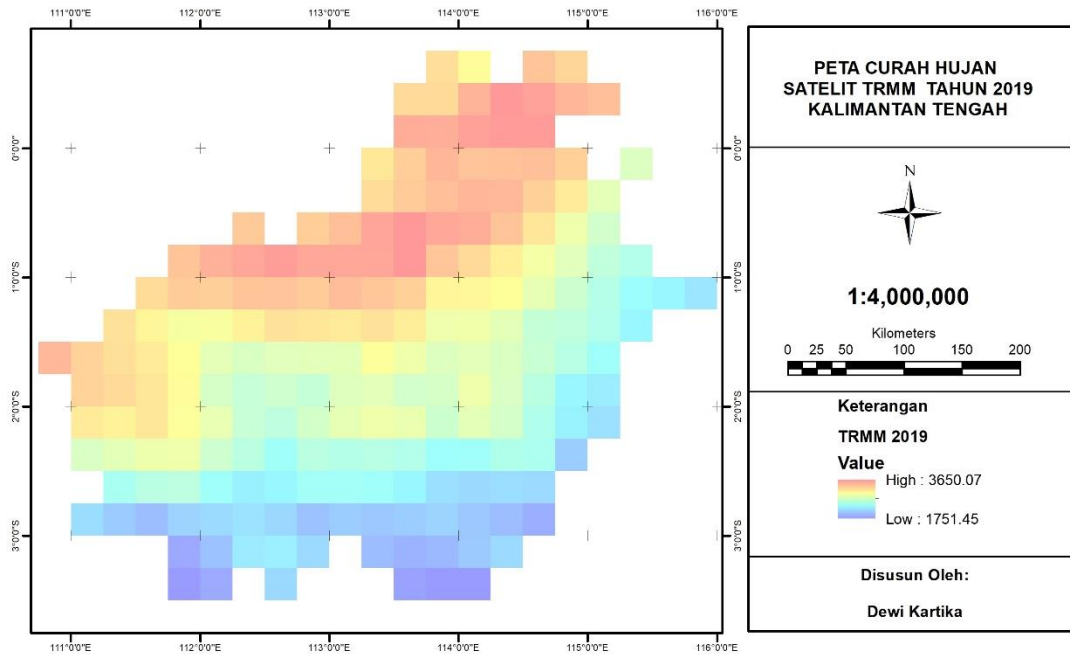 111°0'0"E 112°0'0"E 113°0'0"E 114°0'0"E 115°0'0"E 116°0'0"E
0°0'0" 0°0'0"
1°0'0"S 1°0'0"S
2°0'0"S 2°0'0"S
3°0'0"S 3°0'0"S
111°0'0"E 112°0'0"E 113°0'0"E 114°0'0"E 115°0'0"E 116°0'0"E
PETA CURAH HUJAN
SATELIT TRMM TAHUN 2019
KALIMANTAN TENGAH
N
1:4,000,000
Kilometers
0 25 50 100 150 200
Keterangan
TRMM 2019
Value
High : 3650.07
Low : 1751.45
Disusun Oleh:
Dewi Kartika